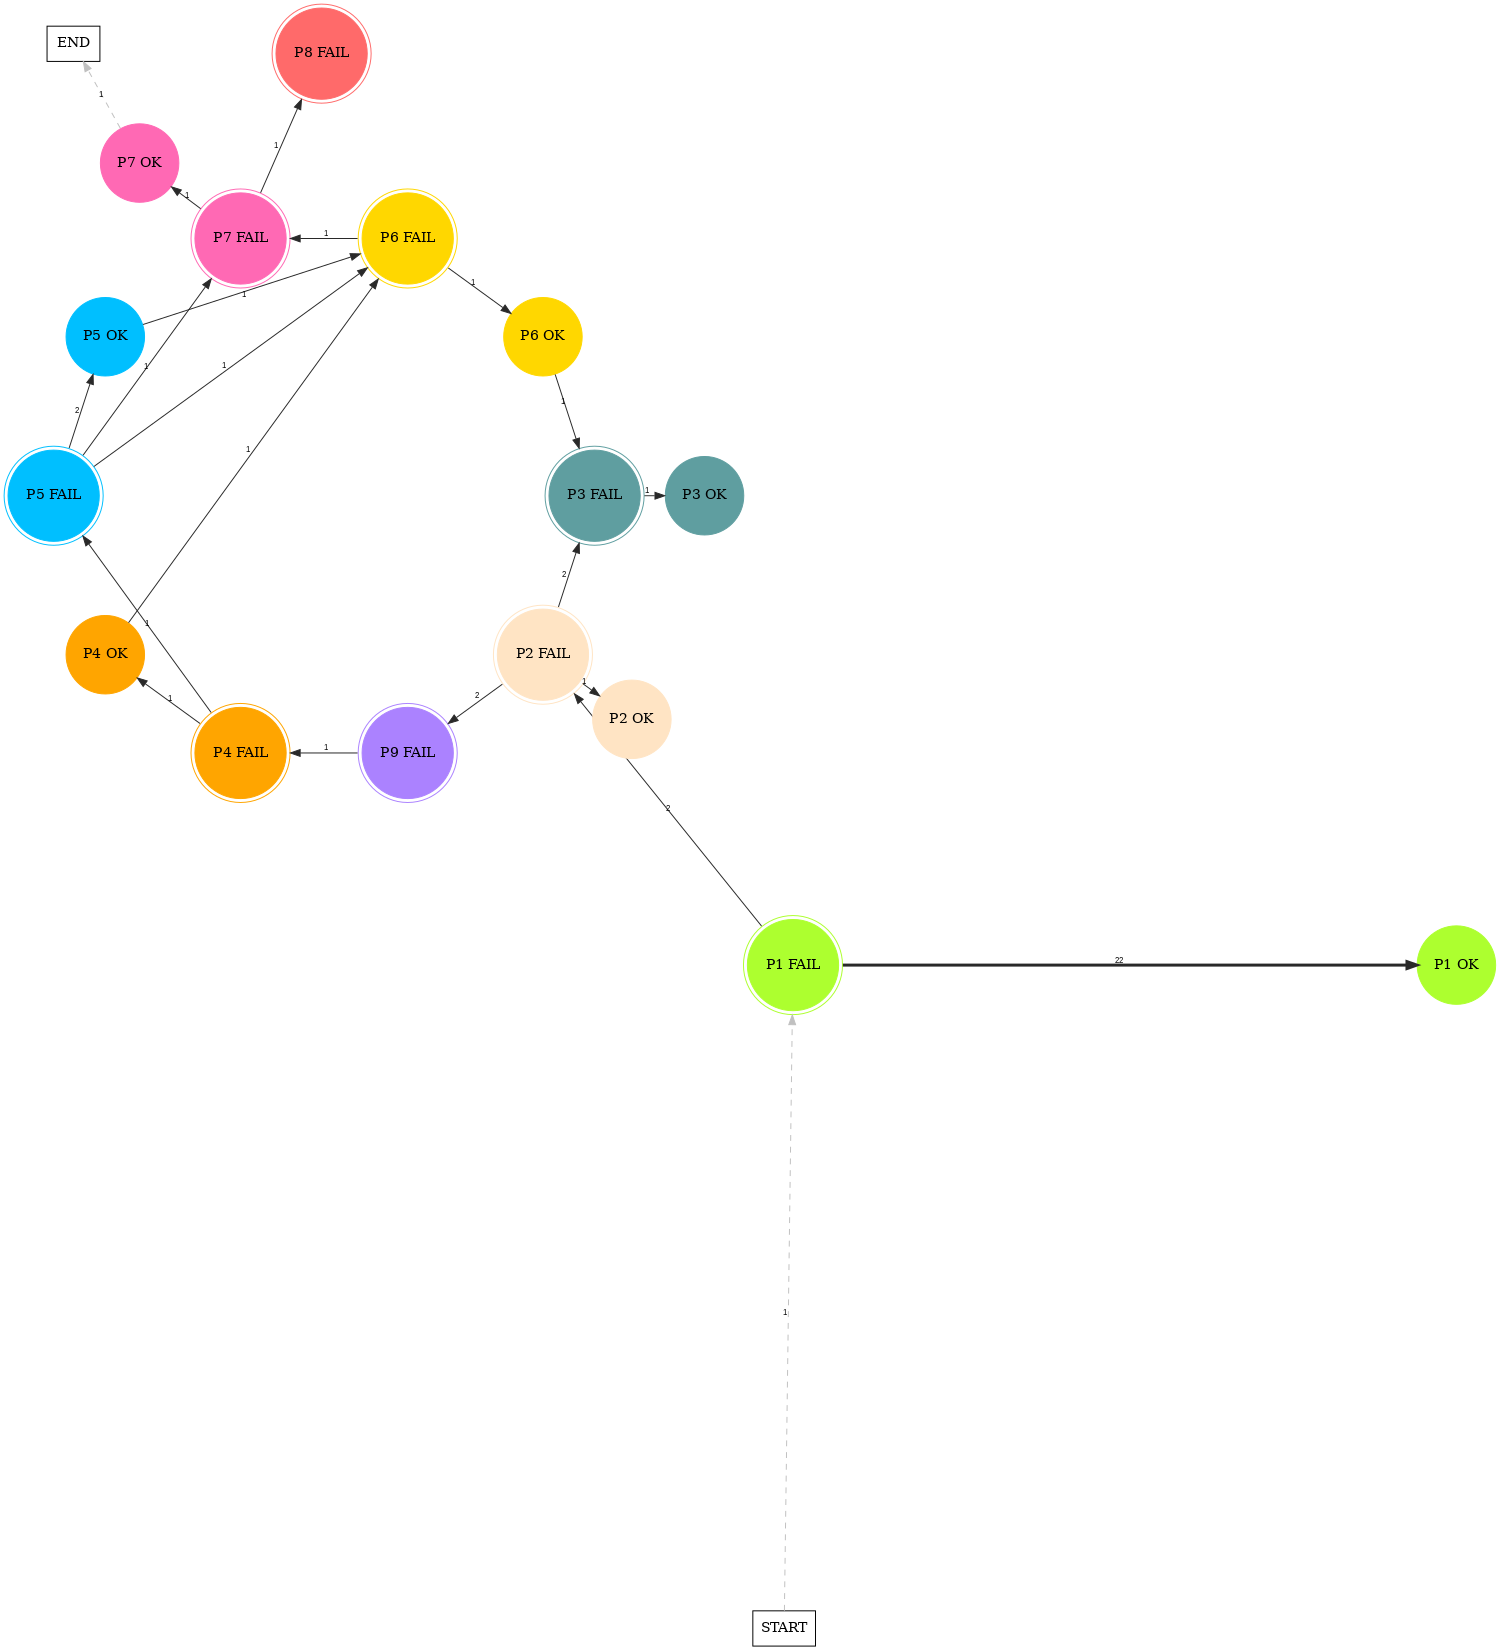 END
P8 FAIL
1
1
P7 OK
1
P7 FAIL
1
P6 FAIL
1
1
P5 OK
P6 OK
1
1
1
2
1
P5 FAIL
P3 FAIL
1
P3 OK
2
1
P4 OK
P2 FAIL
1
1
2
P2 OK
P4 FAIL
1
P9 FAIL
2
P1 FAIL
22
P1 OK
1
START